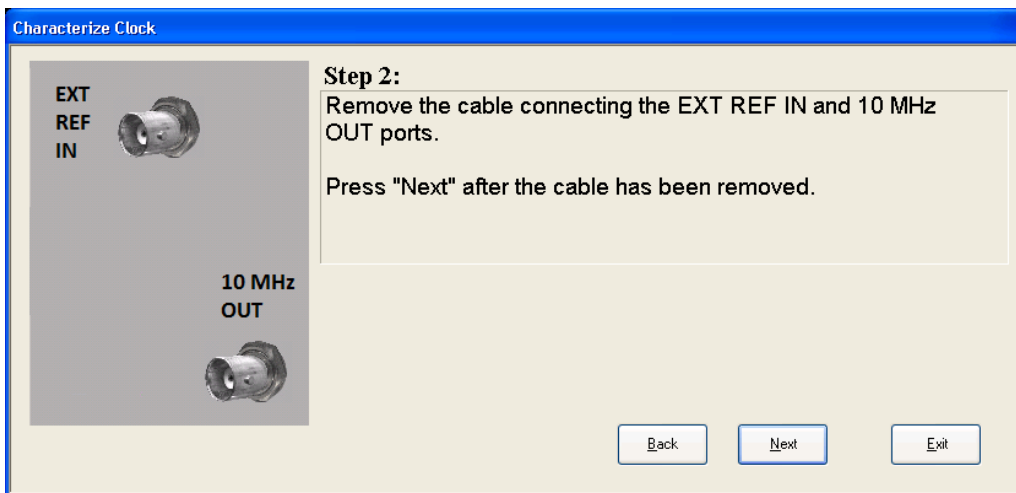 Characterize Clock
EXT
REF
IN
10 MHz
OUT
Step 2:
Remove the cable connecting the EXT REF IN and 10 MHz
OUT ports.
Press "Next" after the cable has been removed.
Back
Next
Exit